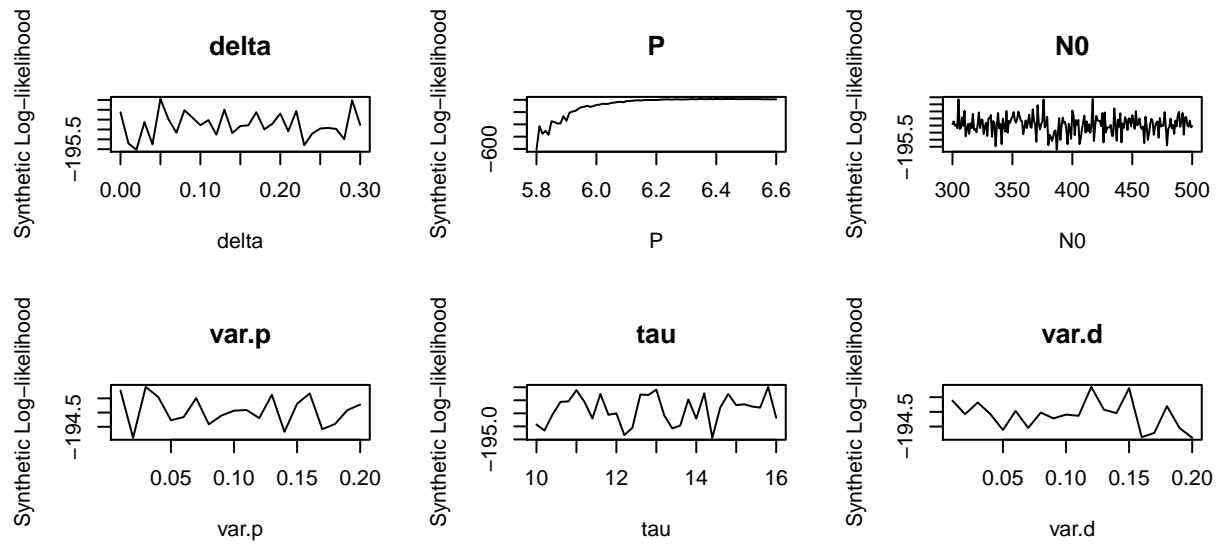 delta
Synthetic Log−likelihood
−195.5
0.00 0.10 0.20 0.30
delta
P
Synthetic Log−likelihood
−600
5.8 6.0 6.2 6.4 6.6
P
N0
Synthetic Log−likelihood
−195.5
300 350 400 450 500
N0
var.p
Synthetic Log−likelihood
−194.5
0.05 0.10 0.15 0.20
var.p
tau
Synthetic Log−likelihood
−195.0
10 12 14 16
tau
var.d
Synthetic Log−likelihood
−194.5
0.05 0.10 0.15 0.20
var.d